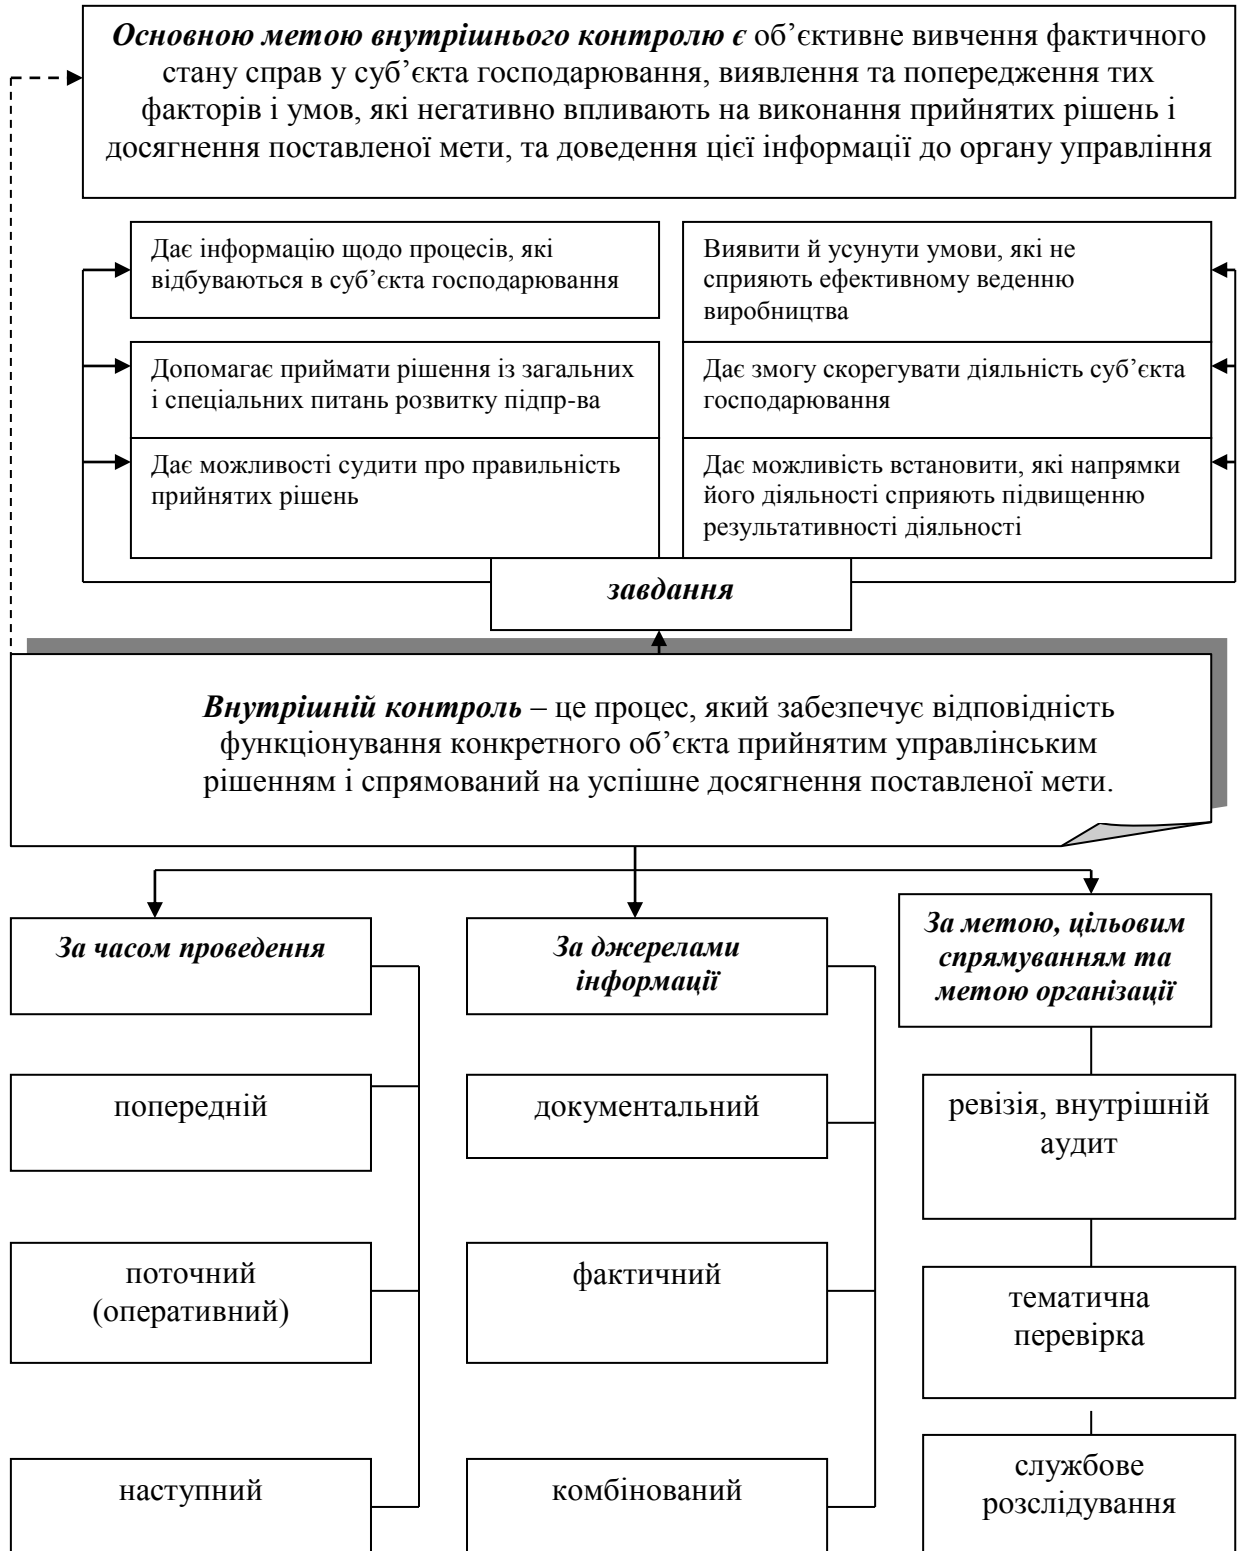 Основною метою внутрішнього контролю є об’єктивне вивчення фактичного
стану справ у суб’єкта господарювання, виявлення та попередження тих
факторів і умов, які негативно впливають на виконання прийнятих рішень і
досягнення поставленої мети, та доведення цієї інформації до органу управління
Дає інформацію щодо процесів, які
відбуваються в суб’єкта господарювання
Виявити й усунути умови, які не
сприяють ефективному веденню
виробництва
Допомагає приймати рішення із загальних
і спеціальних питань розвитку підпр-ва
Дає змогу скорегувати діяльність суб’єкта
господарювання
Дає можливості судити про правильність
прийнятих рішень
Дає можливість встановити, які напрямки
його діяльності сприяють підвищенню
результативності діяльності
завдання
Внутрішній контроль – це процес, який забезпечує відповідність
функціонування конкретного об’єкта прийнятим управлінським
рішенням і спрямований на успішне досягнення поставленої мети.
За часом проведення
За джерелами
інформації
За метою, цільовим
спрямуванням та
метою організації
попередній
документальний
ревізія, внутрішній
аудит
поточний
(оперативний)
фактичний
тематична
перевірка
наступний
комбінований
службове
розслідування